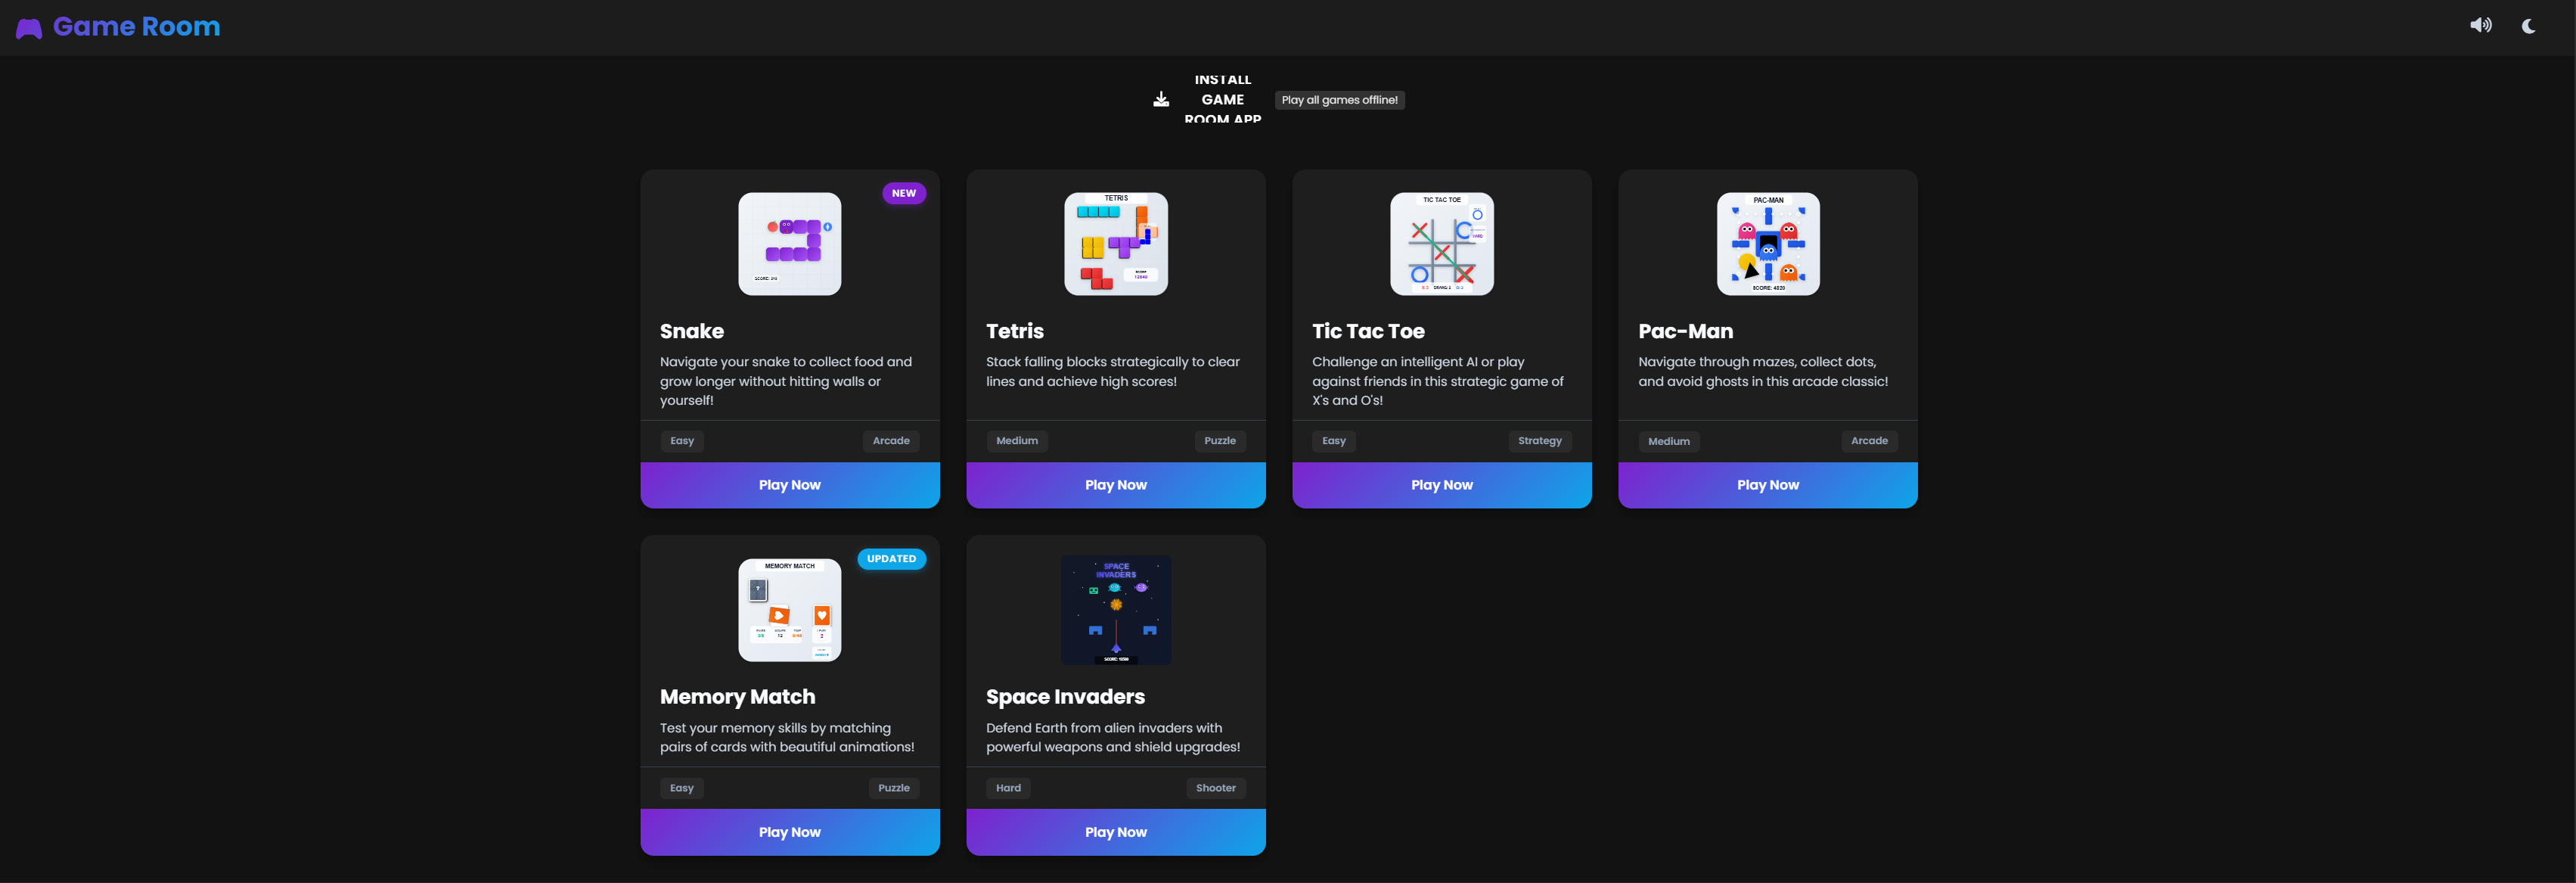 Game Room
INSTALL
GAME
ROOM APP
Play all games offline!
NEW
SCORE: 
Snake
Navigate your snake to collect food and
grow longer without hitting walls or
yourself!
Easy
Arcade
Play Now
TETRIS
Tetris
Stack falling blocks strategically to clear
lines and achieve high scores!
Medium
Puzzle
Play Now
TIC TAC TOE
Tic Tac Toe
Challenge an intelligent AI or play
against friends in this strategic game of
X's and O's!
Easy
Strategy
Play Now
PAC-MAN
SCORE: 4320
Pac-Man
Navigate through mazes, collect dots,
and avoid ghosts in this arcade classic!
Medium
Arcade
Play Now
UPDATED
MEMORY MATCH
Memory Match
Test your memory skills by matching
pairs of cards with beautiful animations!
Easy
Puzzle
Play Now
SPACE
INVADERS
SCORE:
Space Invaders
Defend Earth from alien invaders with
powerful weapons and shield upgrades!
Hard
Shooter
Play Now